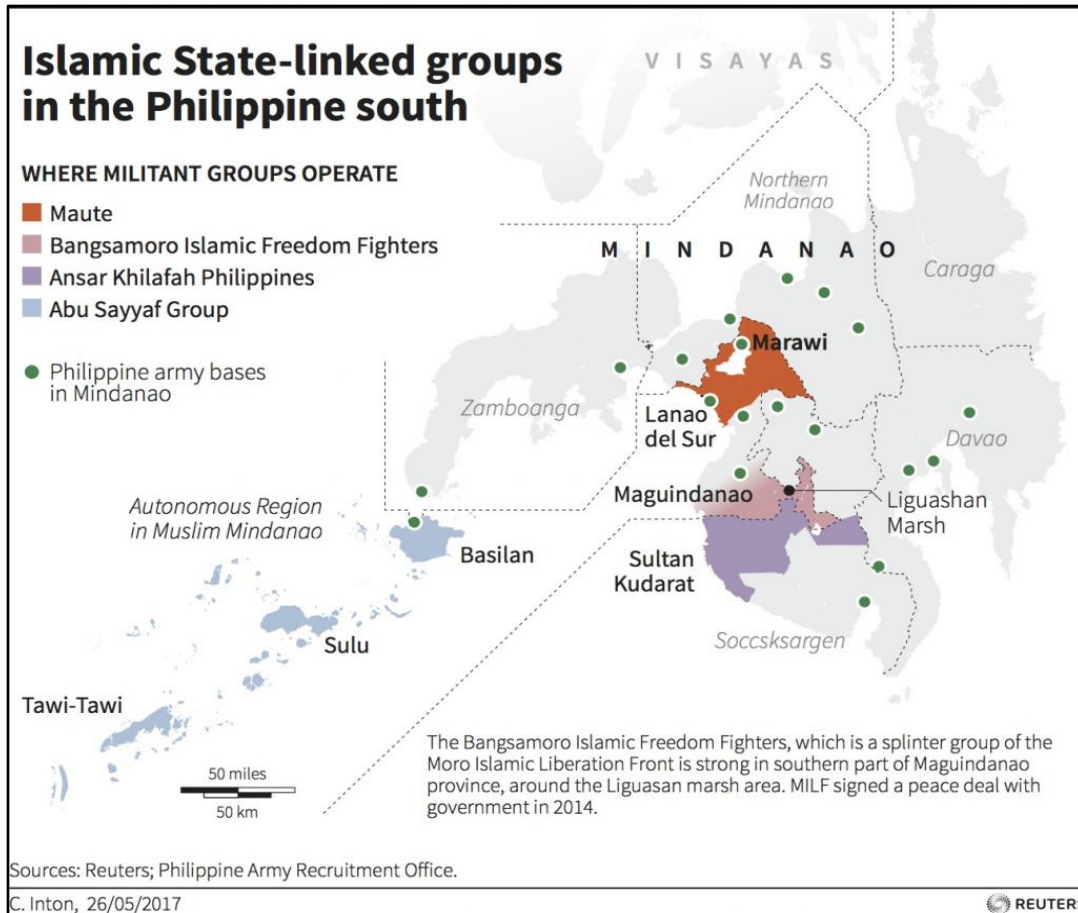 Islamic State-linked groups
in the Philippine south
WHERE MILITANT GROUPS OPERATE
Maute
Bangsamoro Islamic Freedom Fighters
Ansar Khilafah Philippines
Abu Sayyaf Group
Philippine army bases
in Mindanao
VISAYAS
Northern
Mindanao
MINDANAO
Caraga
Marawi
Zamboanga
Lanao
del Sur
Davao
Autonomous Region
in Muslim Mindanao
Maguindanao
Liguashan
Marsh
Basilan
Sultan
Kudarat
Sulu
Soccsksargen
Tawi-Tawi
50 miles
50 km
The Bangsamoro Islamic Freedom Fighters, which is a splinter group of the
Moro Islamic Liberation Front is strong in southern part of Maguindanao
province, around the Liguasan marsh area. MILF signed a peace deal with
government in 2014.
Sources: Reuters; Philippine Army Recruitment Office.
C. Inton, 26/05/2017
REUTERS